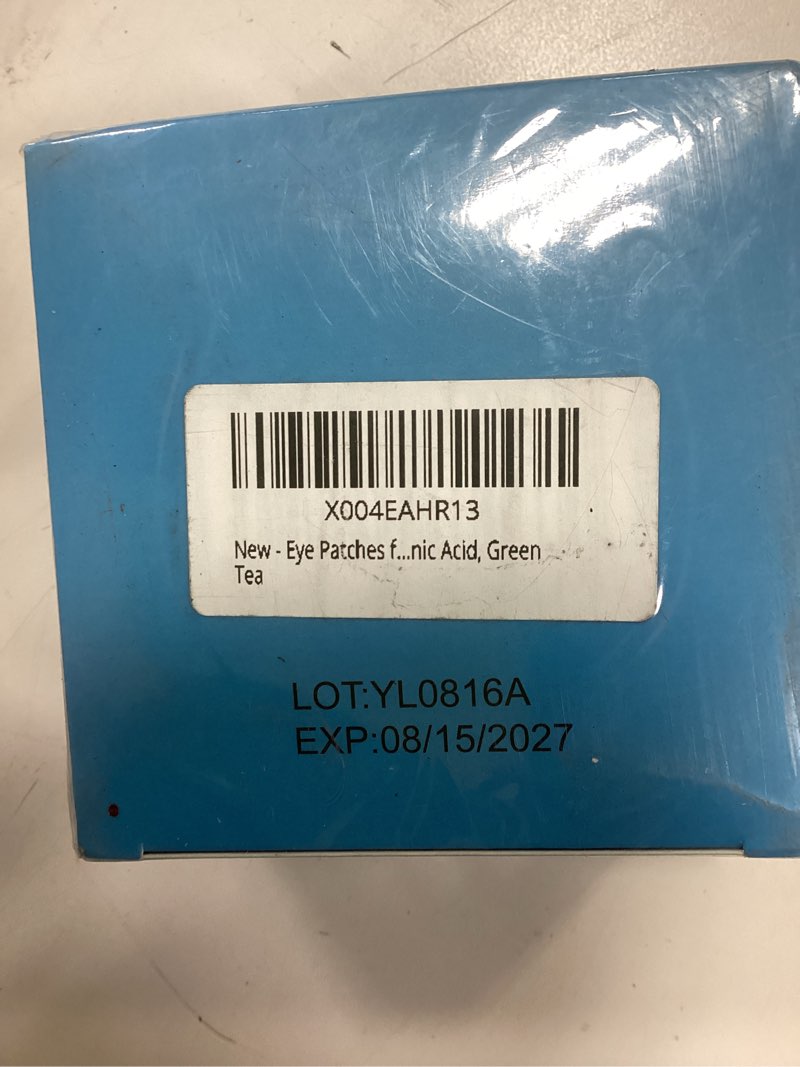 X004EAHR13
New - Eye Patches f...nic Acid, Green
Tea
LOT:YL0816A
EXP:08/15/2027